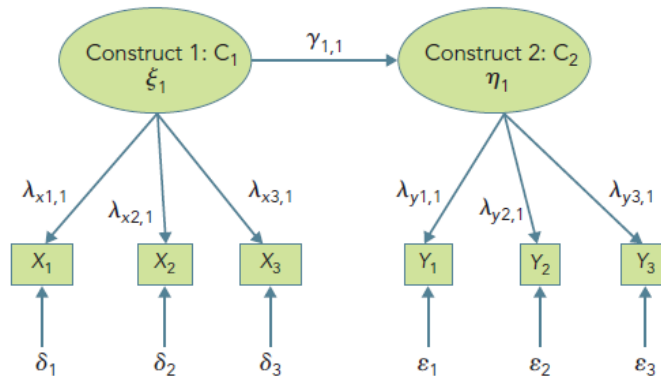 γ1,1
Construct 1: C1
ξ1
Construct 2: C2
η1
λx1,1
λx2,1
λx3,1
λy1,1
λy2,1
λy3,1
X1
X2
X3
Y1
Y2
Y3
δ1
δ2
δ3
ε1
ε2
ε3